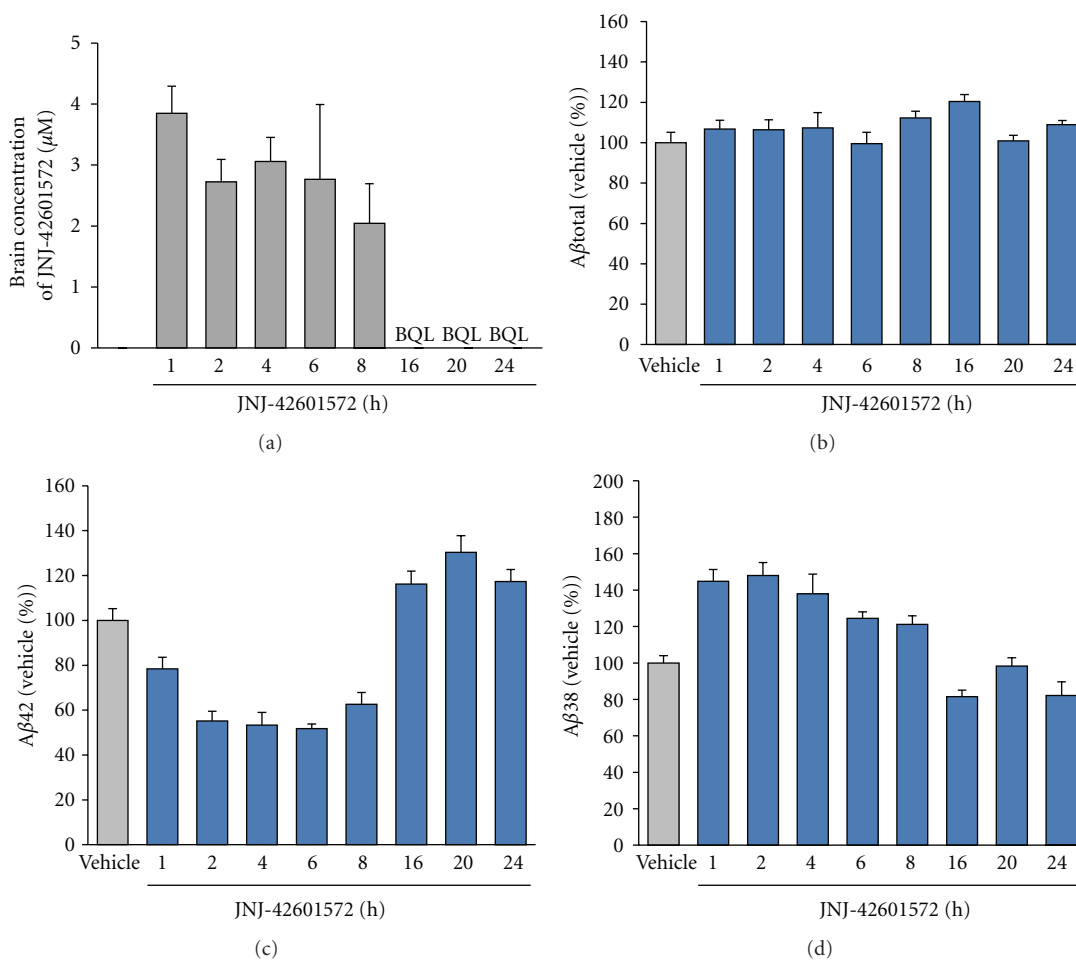 5
4
3
2
1
0
Brain concentration
of JNJ-42601572 (μM)
BQL BQL BQL
1 2 4 6 8 16 20 24
JNJ-42601572 (h)
(a)
160
140
120
100
80
60
40
20
0
Aβtotal (vehicle (%))
Vehicle 1 2 4 6 8 16 20 24
JNJ-42601572 (h)
(b)
160
140
120
100
80
60
40
20
0
Aβ42 (vehicle (%))
Vehicle 1 2 4 6 8 16 20 24
JNJ-42601572 (h)
(c)
200
180
160
140
120
100
80
60
40
20
0
Aβ38 (vehicle (%))
Vehicle 1 2 4 6 8 16 20 24
JNJ-42601572 (h)
(d)